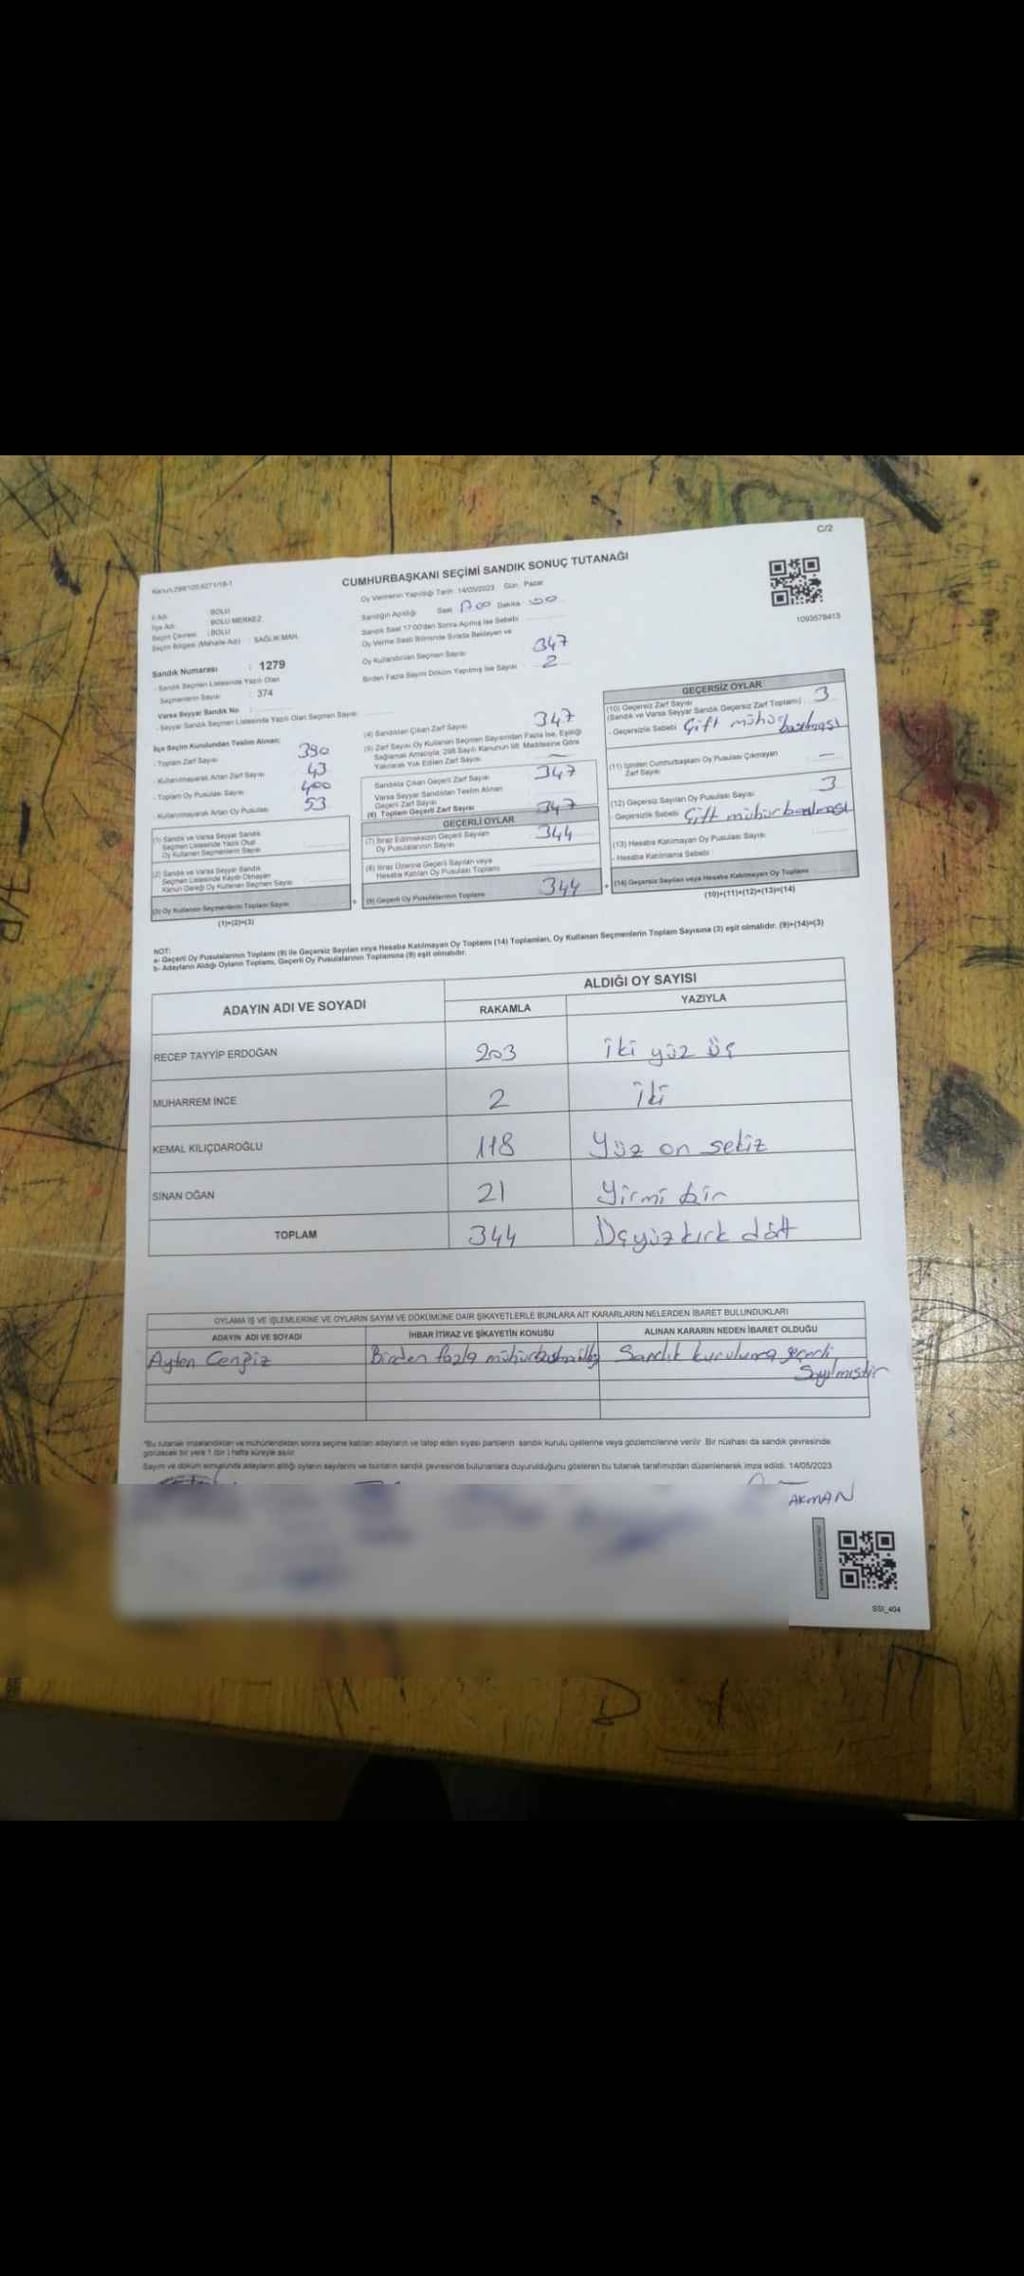 C/2
CUMHURBAŞKANI SEÇİMİ SANDIK SONUÇ TUTANAĞI
Oy Vermenin Yapıldığı Tarih :14/05/2023 Gün : Pazar
İl Adı : BOLU
İlçe Adı : BOLU MERKEZ
Seçim Çevresi : BOLU
Seçim Bölgesi (Mahalle Adı) : SAĞLIK MAH.
Sandık Numarası : 1279
- Sandık Seçmen Listesinde Yazılı Olan
Seçmenlerin Sayısı : 374
Varsa Seyyar Sandık No :
- Seyyar Sandık Seçmen Listesinde Yazılı Olan Seçmen Sayısı
İlçe Seçim Kurulundan Teslim Alınan;
- Toplam Zarf Sayısı 390
- Kullanılmayarak Artan Zarf Sayısı 43
- Toplam Oy Pusulası Sayısı 400
- Kullanılmayarak Artan Oy Pusulası 53
(1) Sandık ve Varsa Seyyar Sandık
Seçmen Listesinde Yazılı Olup
Oy Kullanan Seçmenlerin Sayısı
(2) Sandık ve Varsa Seyyar Sandık
Seçmen Listesinde Kayıtlı Olmayan
Kanun Gereği Oy Kullanan Seçmen Sayısı
(3) Oy Kullanan Seçmenlerin Toplam Sayısı
(1)+(2)=(3)
Sandığın Açıldığı Saat Dakika
Sandık Saat 17:00'den Sonra Açılmış İse Sebebi
Oy Verme Saati Bitiminde Sırada Bekleyen ve
Oy Kullandırılan Seçmen Sayısı 347
Birden Fazla Sayım Döküm Yapılmış İse Sayısı 2
(4) Sandıktan Çıkan Zarf Sayısı 347
(5) Zarf Sayısı Oy Kullanan Seçmen Sayısından Fazla İse, Eşitliği
Sağlamak Amacıyla, 298 Sayılı Kanunun 98. Maddesine Göre
Yakılarak Yok Edilen Zarf Sayısı —
Sandıkta Çıkan Geçerli Zarf Sayısı 347
Varsa Seyyar Sandıktan Teslim Alınan
Geçerli Zarf Sayısı
(6) Toplam Geçerli Zarf Sayısı 347
GEÇERLİ OYLAR
(7) İtiraz Edilmeksizin Geçerli Sayılan
Oy Pusulalarının Sayısı 344
(8) İtiraz Üzerine Geçerli Sayılan veya
Hesaba Katılan Oy Pusulası Toplamı
(9) Geçerli Oy Pusulalarının Toplamı 344
1093578413
GEÇERSİZ OYLAR
(10) Geçersiz Zarf Sayısı 3
(Sandık ve Varsa Seyyar Sandık Geçersiz Zarf Toplamı)
- Geçersizlik Sebebi Çift mühür basılması
(11) İçinden Cumhurbaşkanı Oy Pusulası Çıkmayan
Zarf Sayısı —
(12) Geçersiz Sayılan Oy Pusulası Sayısı 3
Geçersizlik Sebebi Çift mühür basılması
(13) Hesaba Katılmayan Oy Pusulası Sayısı
- Hesaba Katılmama Sebebi
(14) Geçersiz Sayılan veya Hesaba Katılmayan Oy Toplamı
(10)+(11)+(12)+(13)=(14)
NOT:
a- Geçerli Oy Pusulalarının Toplamı (9) ile Geçersiz Sayılan veya Hesaba Katılmayan Oy Toplamı (14) Toplamları, Oy Kullanan Seçmenlerin Toplam Sayısına (3) eşit olmalıdır. (9)+(14)=(3)
b- Adayların Aldığı Oyların Toplamı, Geçerli Oy Pusulalarının Toplamına (9) eşit olmalıdır.
ADAYIN ADI VE SOYADI
ALDIĞI OY SAYISI
RAKAMLA YAZIYLA
RECEP TAYYİP ERDOĞAN 203 iki yüz üç
MUHARREM İNCE 2 iki
KEMAL KILIÇDAROĞLU 118 Yüz on sekiz
SİNAN OĞAN 21 Yirmi bir
TOPLAM 344 Üçyüz kırk dört
OYLAMA İŞ VE İŞLEMLERİNE VE OYLARIN SAYIM VE DÖKÜMÜNE DAİR ŞİKAYETLERLE BUNLARA AİT KARARLARIN NELERDEN İBARET BULUNDUKLARI
ADAYIN ADI VE SOYADI İHBAR İTİRAZ VE ŞİKAYETİN KONUSU ALINAN KARARIN NEDEN İBARET OLDUĞU
Ayten Cengiz Birden fazla Sandık kurulunca geçerli
Sayılmıştır
*Bu tutanak imzalandıktan ve mühürlendikten sonra seçime katılan adayların ve talep eden siyasi partilerin sandık kurulu üyelerine veya gözlemcilerine verilir. Bir nüshası da sandık çevresinde
görülecek bir yere 1 (bir) hafta süreyle asılır.
Sayım ve döküm sonucunda adayların aldığı oyların sayılarını ve bunların sandık çevresinde bulunanlara duyurulduğunu gösteren bu tutanak tarafımızdan düzenlenerek imza edildi. 14/05/2023
AKMAN
SSI_404